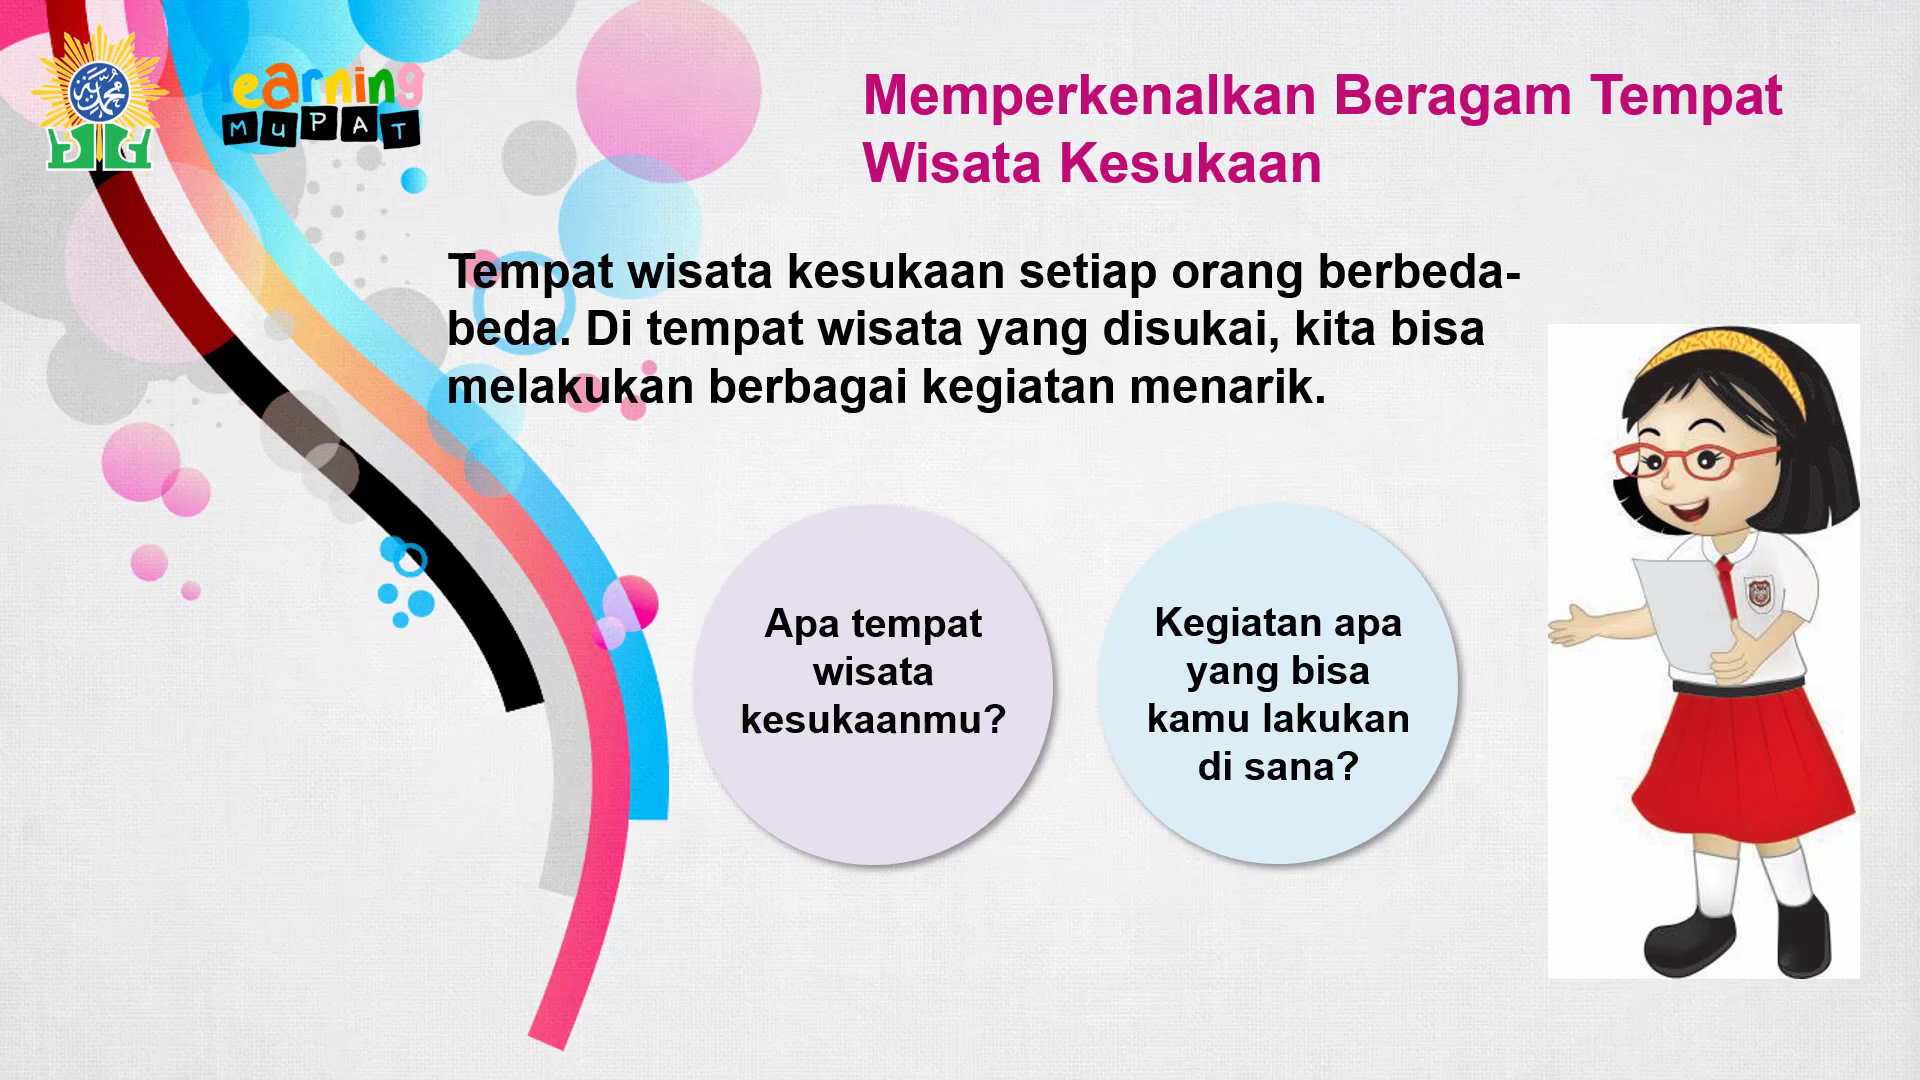 learning
MUPAT
Memperkenalkan Beragam Tempat
Wisata Kesukaan
Tempat wisata kesukaan setiap orang berbeda-
beda. Di tempat wisata yang disukai, kita bisa
melakukan berbagai kegiatan menarik.
Apa tempat
wisata
kesukaanmu?
Kegiatan apa
yang bisa
kamu lakukan
di sana?